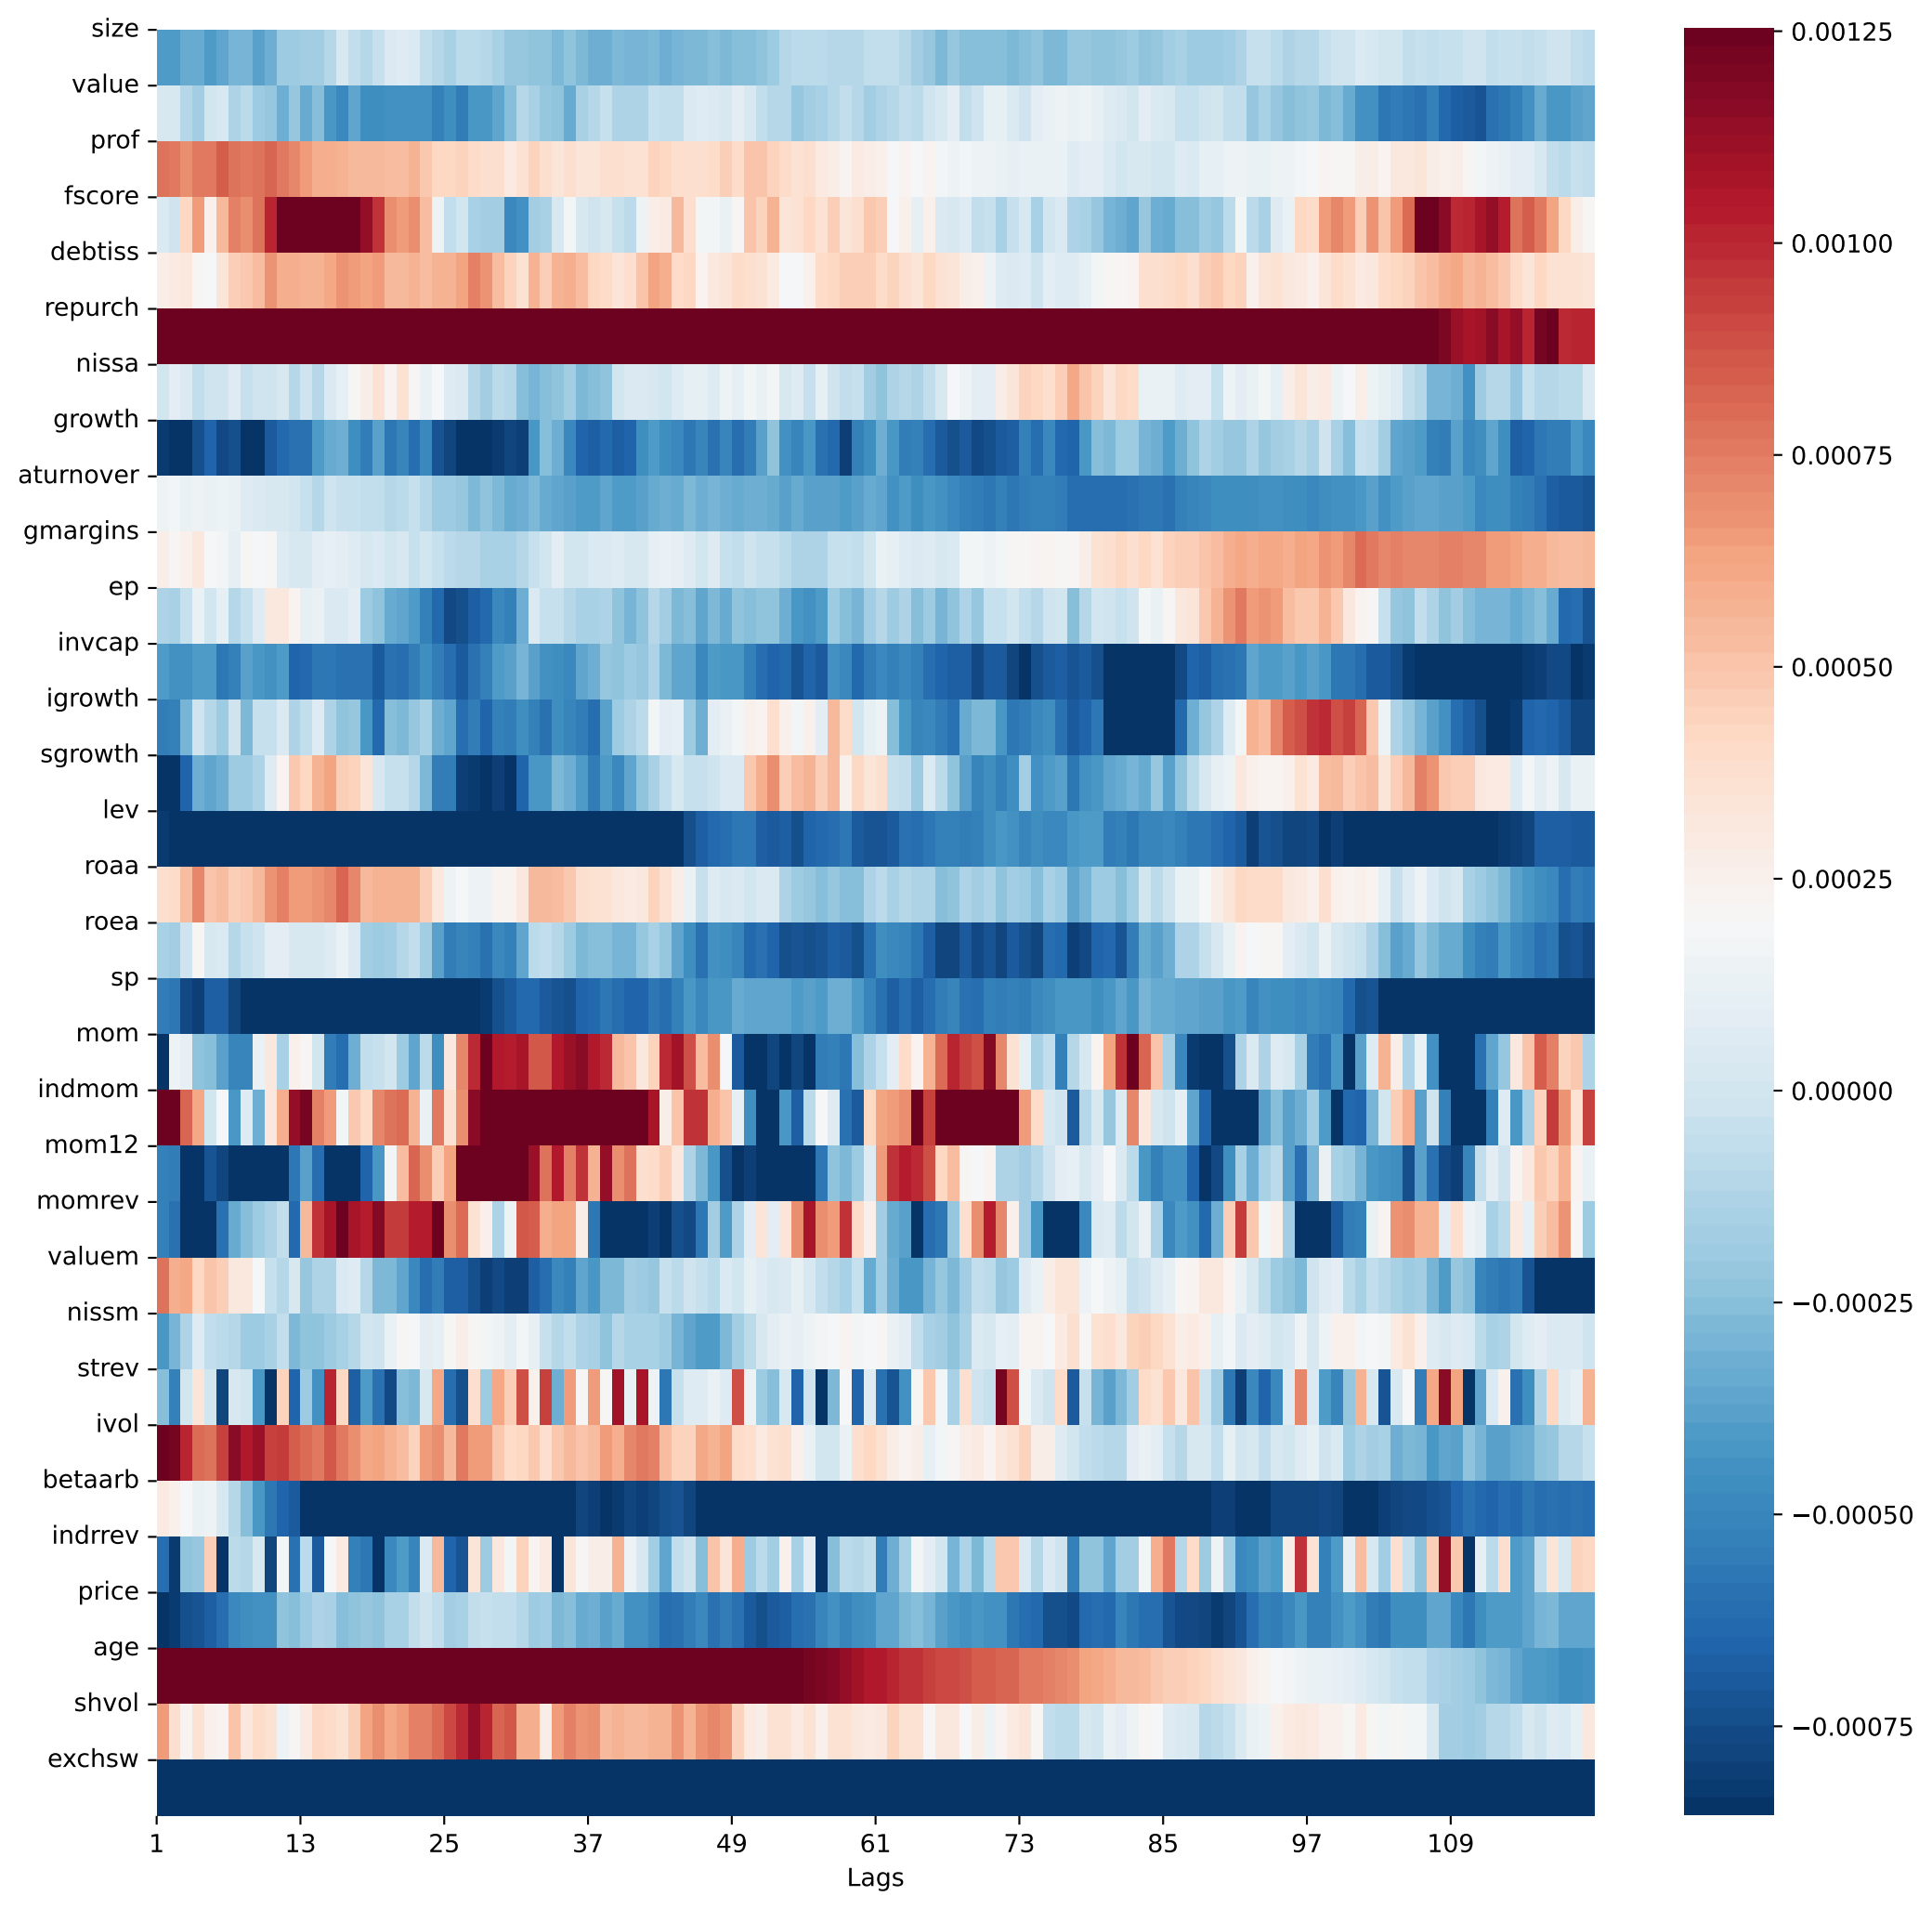 size
value
prof
fscore
debtiss
repurch
nissa
growth
aturnover
gmargins
ep
invcap
igrowth
sgrowth
lev
roaa
roea
sp
mom
indmom
mom12
momrev
valuem
nissm
strev
ivol
betaarb
indrrev
price
age
shvol
exchsw
1 13 25 37 49 61 73 85 97 109
Lags
0.00125
0.00100
0.00075
0.00050
0.00025
0.00000
−0.00025
−0.00050
−0.00075